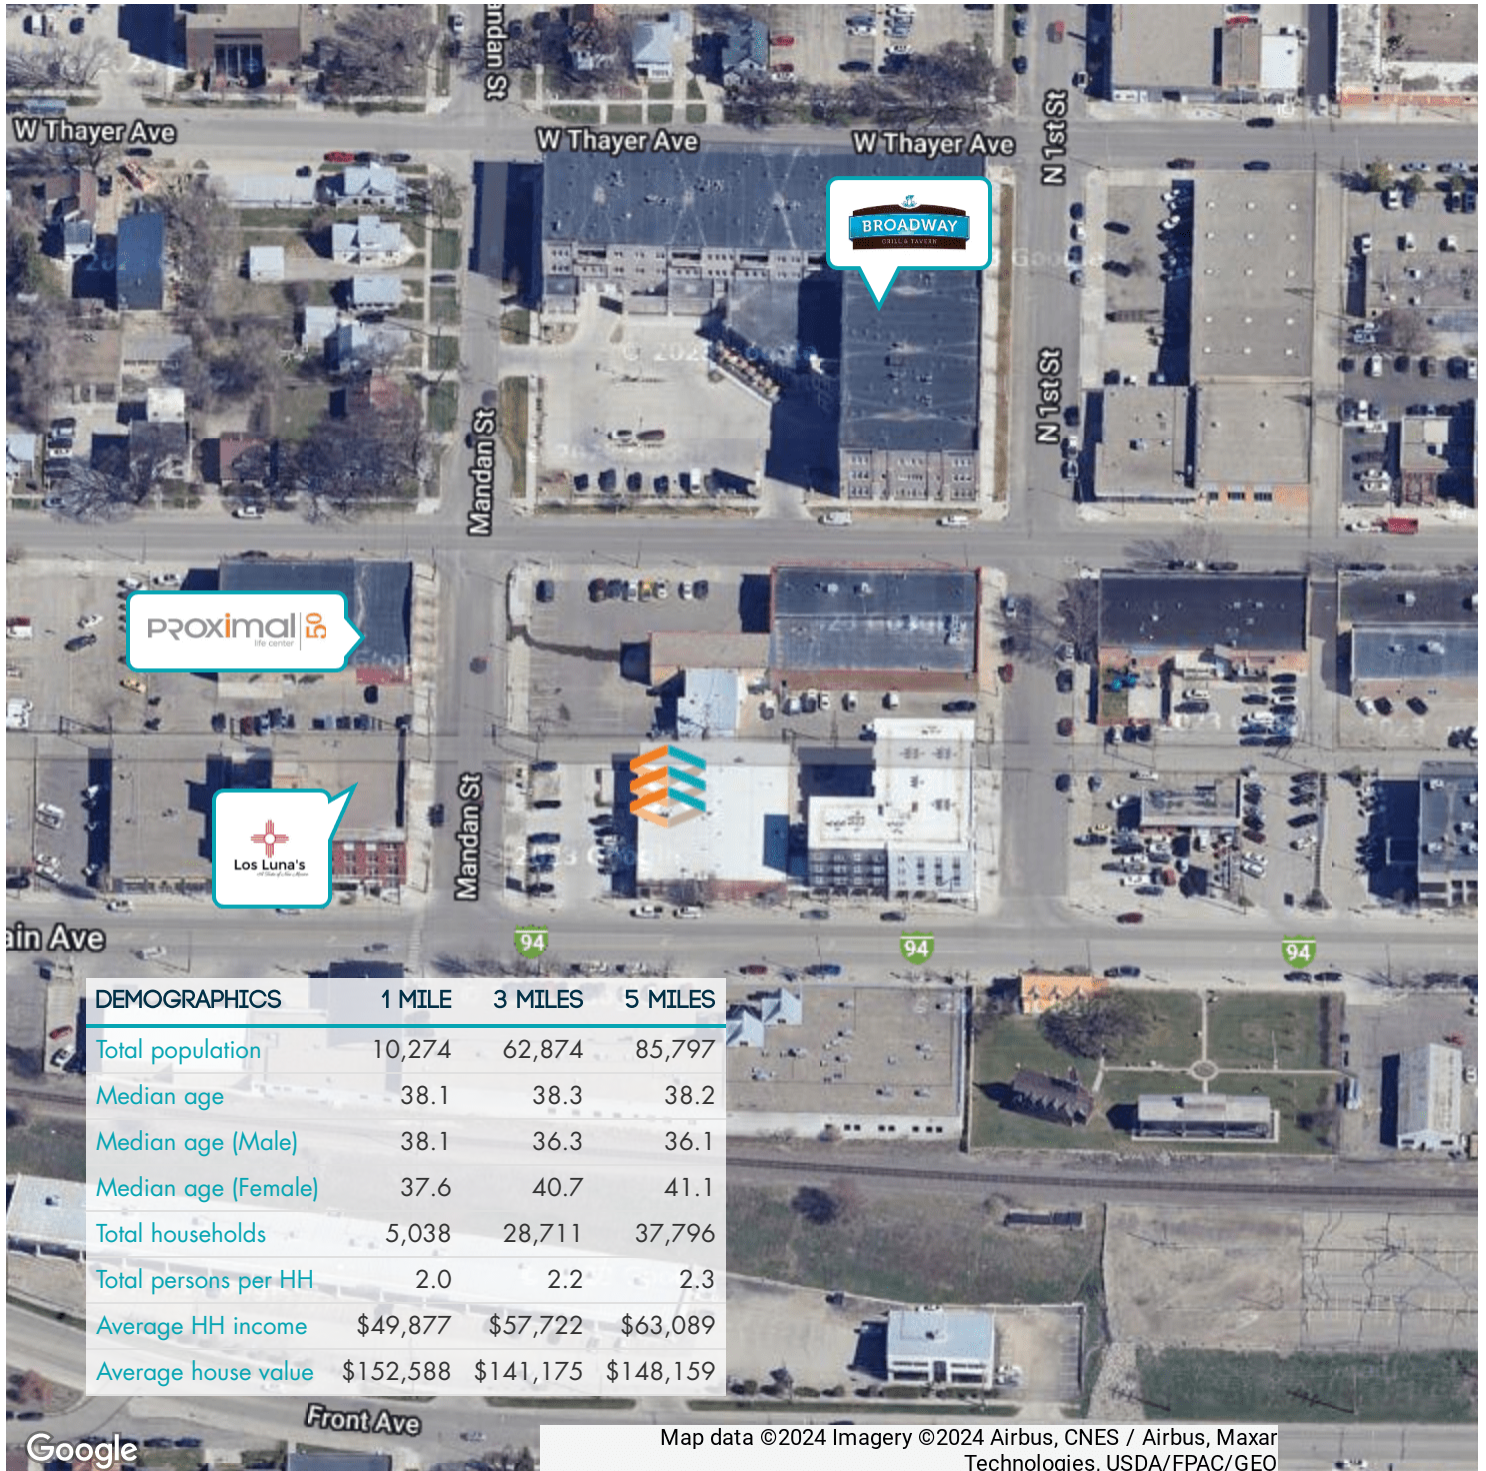 andan St
W Thayer Ave
W Thayer Ave
W Thayer Ave
N 1st St
BROADWAY
GRILL & TAVERN
N 1st St
Mandan St
PROXIMAL 50
life center
Mandan St
Los Luna's
ain Ave
94
94
94
DEMOGRAPHICS 1 MILE 3 MILES 5 MILES
Total population 10,274 62,874 85,797
Median age 38.1 38.3 38.2
Median age (Male) 38.1 36.3 36.1
Median age (Female) 37.6 40.7 41.1
Total households 5,038 28,711 37,796
Total persons per HH 2.0 2.2 2.3
Average HH income $49,877 $57,722 $63,089
Average house value $152,588 $141,175 $148,159
Front Ave
Google
Map data ©2024 Imagery ©2024 Airbus, CNES / Airbus, Maxar
Technologies, USDA/FPAC/GEO